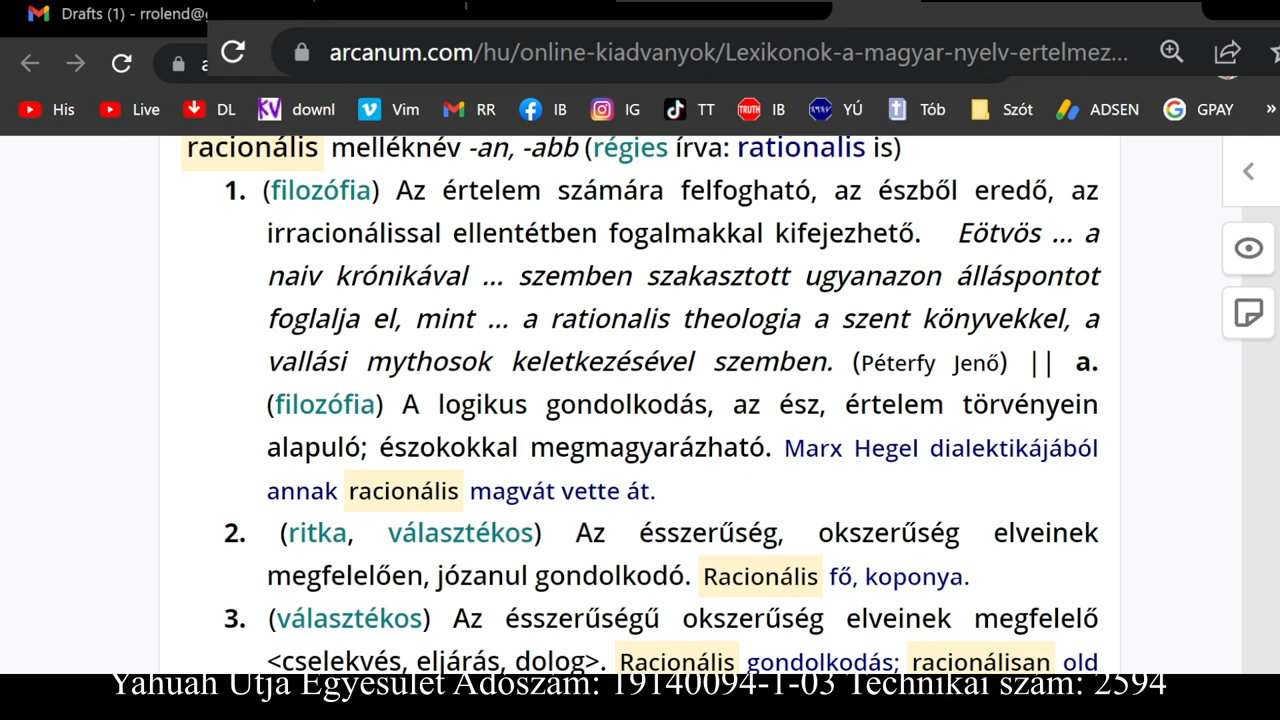 Drafts (1) - rrolend@g
arcanum.com/hu/online-kiadvanyok/Lexikonok-a-magyar-nyelv-ertelmez...
His Live DL downl Vim RR IB IG TT TRUTH IB YÚ Tób Szót ADSEN GPAY »
racionális melléknév -an, -abb (régies írva: rationalis is)
1. (filozófia) Az értelem számára felfogható, az észből eredő, az
irracionálissal ellentétben fogalmakkal kifejezhető. Eötvös ... a
naiv krónikával ... szemben szakasztott ugyanazon álláspontot
foglalja el, mint ... a rationalis theologia a szent könyvekkel, a
vallási mythosok keletkezésével szemben. (Péterfy Jenő) || a.
(filozófia) A logikus gondolkodás, az ész, értelem törvényein
alapuló; észokokkal megmagyarázható. Marx Hegel dialektikájából
annak racionális magvát vette át.
2. (ritka, választékos) Az ésszerűség, okszerűség elveinek
megfelelően, józanul gondolkodó. Racionális fő, koponya.
3. (választékos) Az ésszerűségű okszerűség elveinek megfelelő
<cselekvés, eljárás, dolog>. Racionális gondolkodás; racionálisan old
Yahuah Útja Egyesület Adószám: 19140094-1-03 Technikai szám: 2594